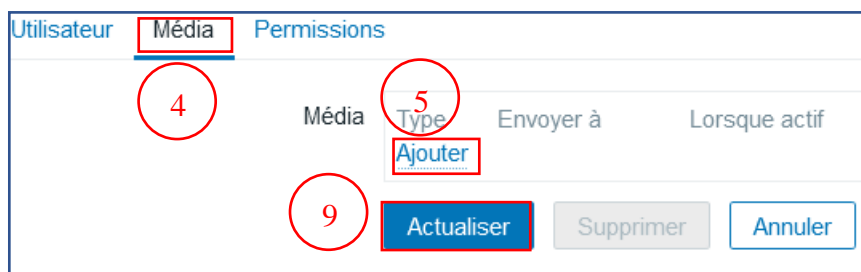 Utilisateur Média Permissions
4 5
Média Type Envoyer à Lorsque actif
Ajouter
9 Actualiser Supprimer Annuler